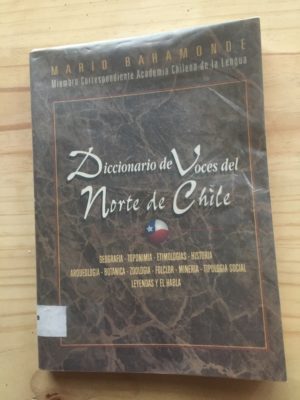 MARIO BAHAMONDE
Miembro Correspondiente Academia Chilena de la Lengua
Diccionario de Voces del
Norte de Chile
GEOGRAFIA - TOPONIMIA - ETIMOLOGIAS - HISTORIA
ARQUEOLOGIA - BOTANICA - ZOOLOGIA - FOLCLOR - MINERIA - TIPOLOGIA SOCIAL
LEYENDAS Y EL HABLA